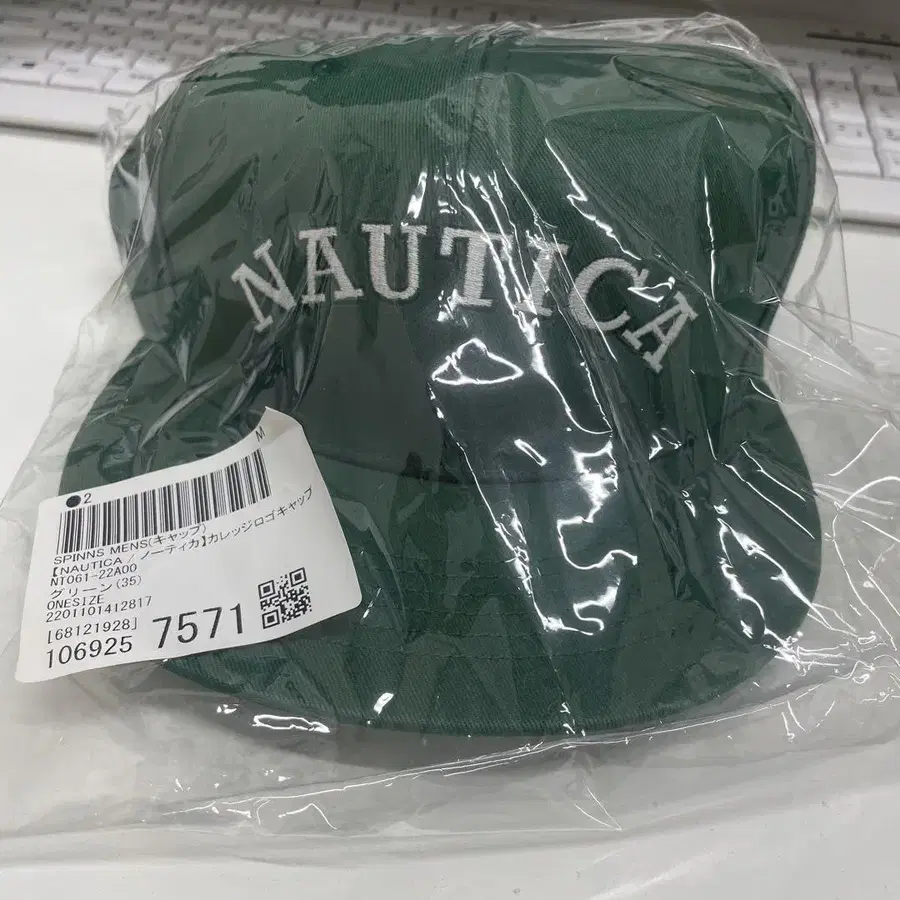 NAUTICA
M
●2
SPINNS MENS(キャップ)
【NAUTICA / ノーティカ】カレッジロゴキャップ
NT061-22A00
グリーン(35)
ONESIZE
2201101412817
[68121928]
106925 7571